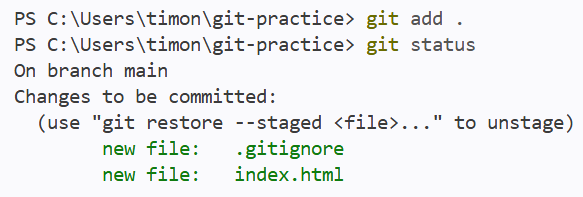 PS C:\Users\timon\git-practice> git add .
PS C:\Users\timon\git-practice> git status
On branch main
Changes to be committed:
  (use "git restore --staged <file>..." to unstage)
        new file:   .gitignore
        new file:   index.html